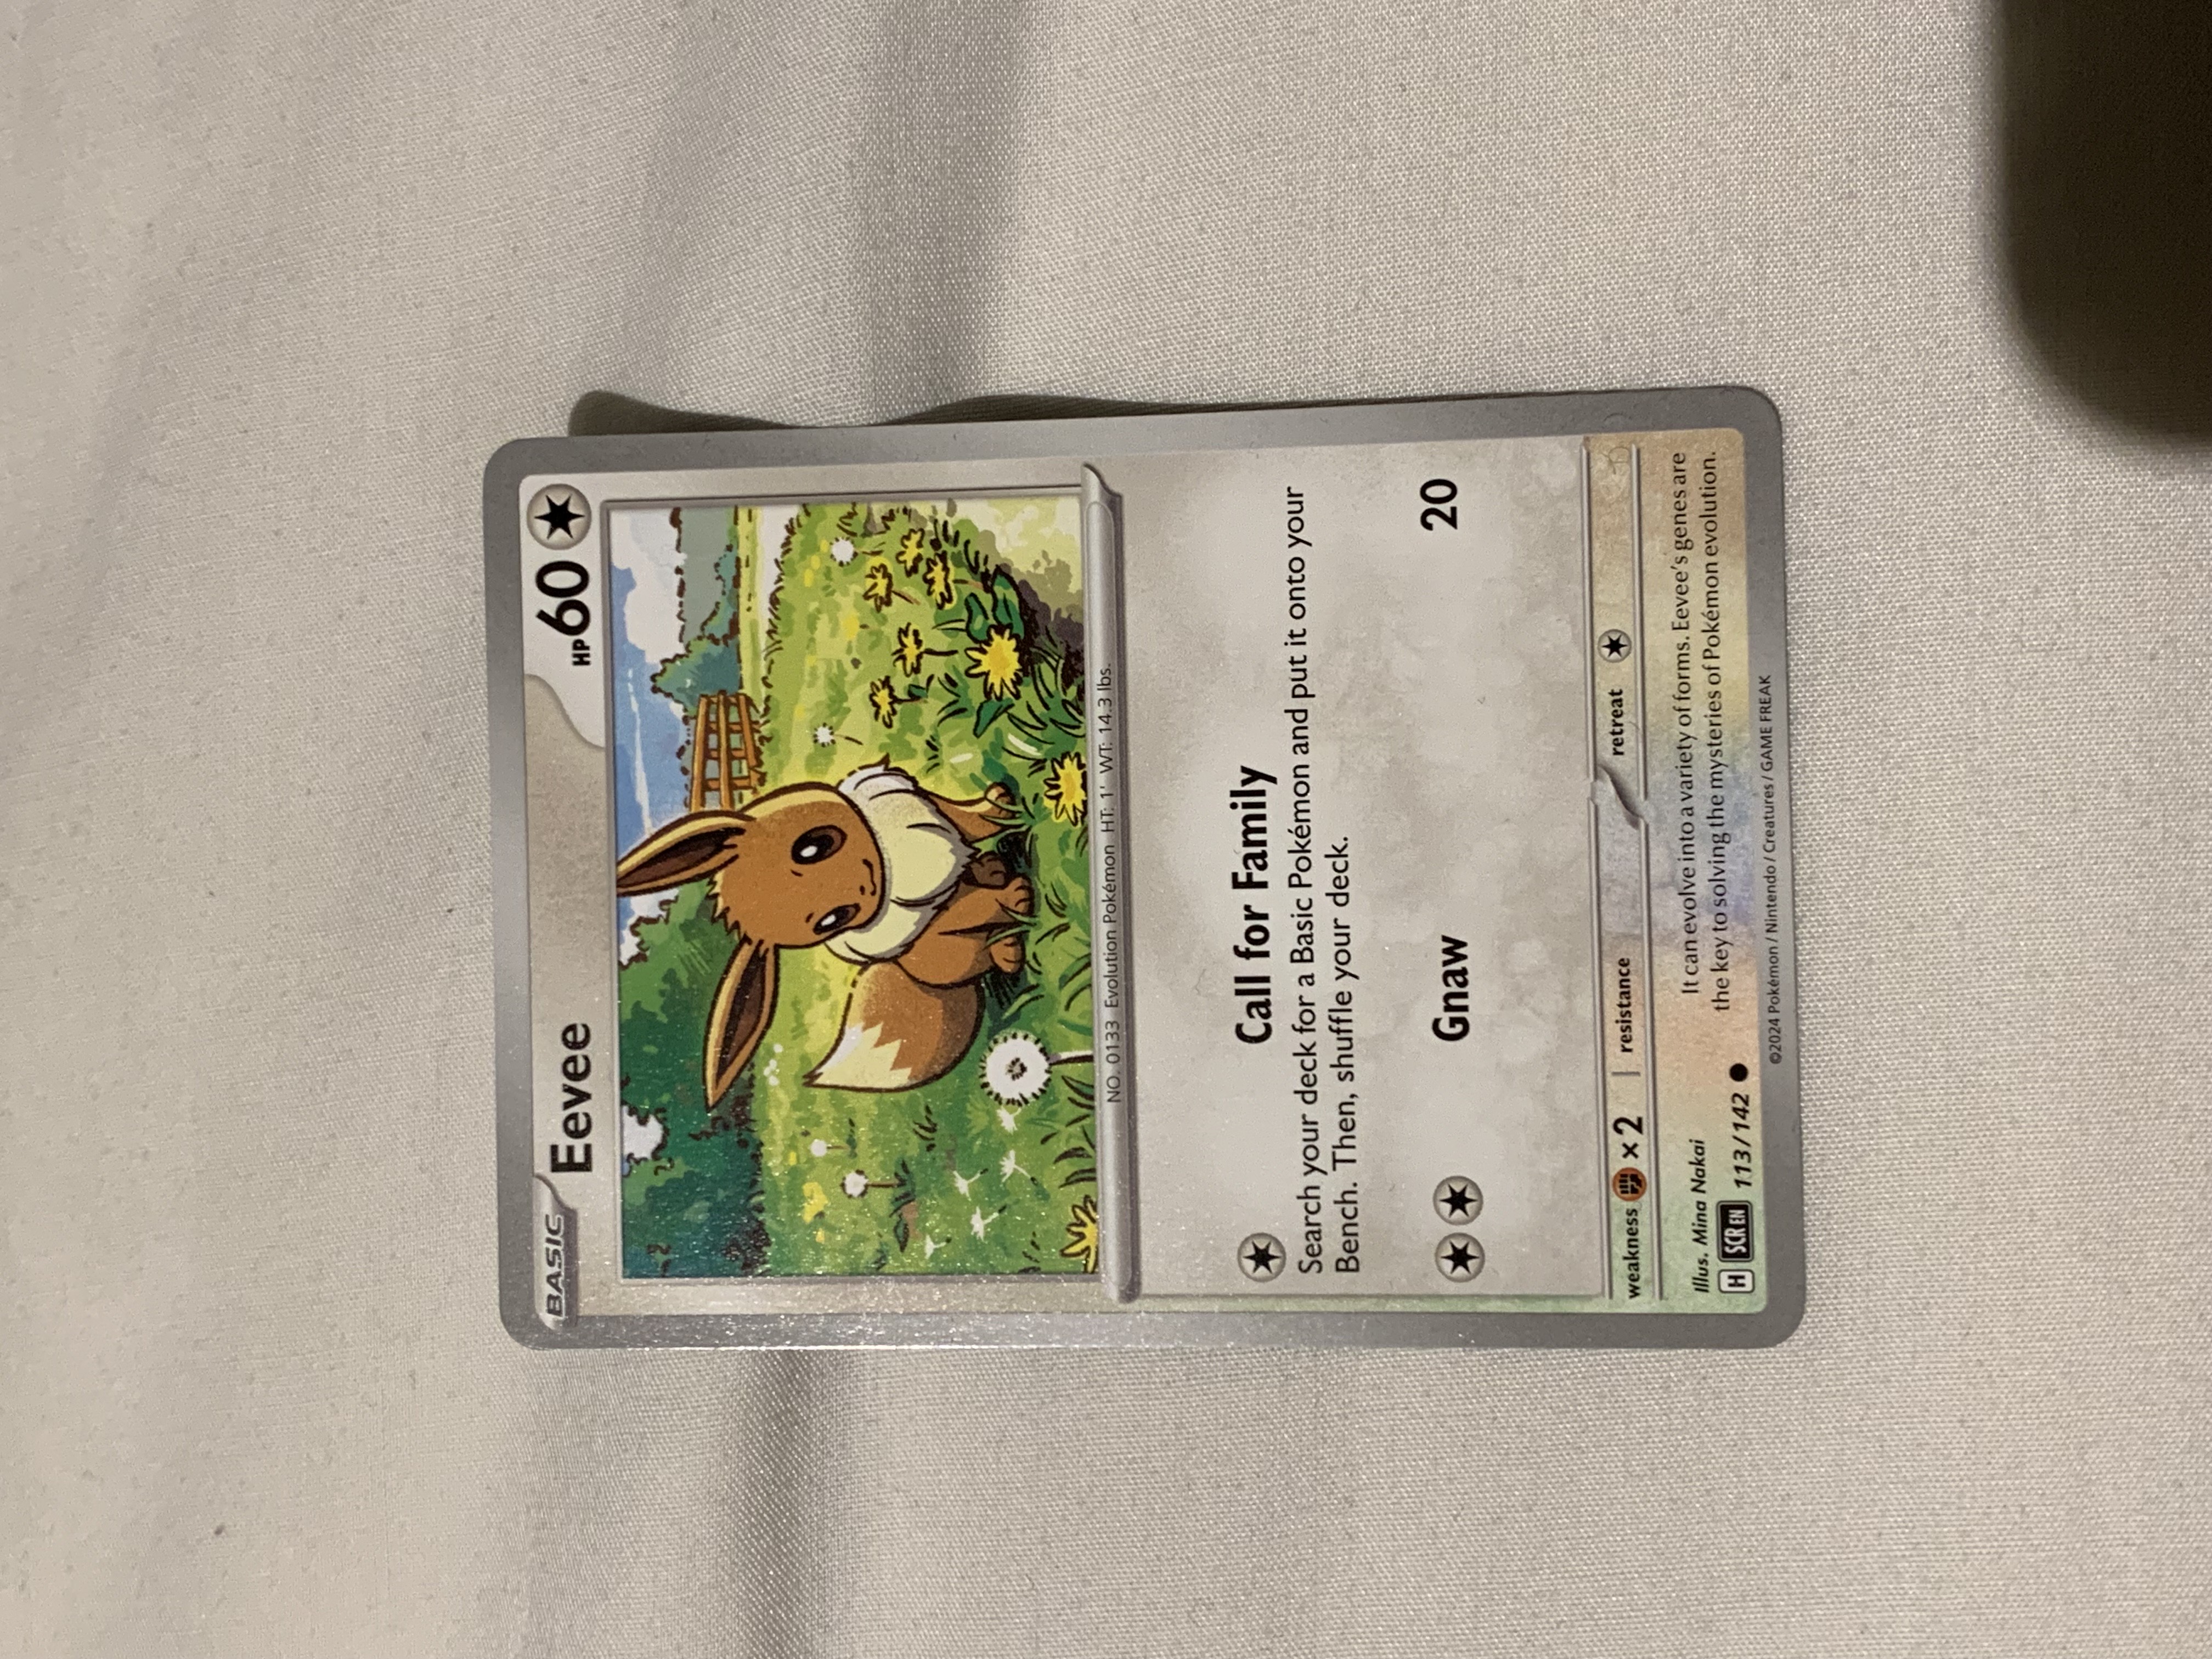 BASIC Eevee HP 60
NO. 0133 Evolution Pokémon HT: 1' WT: 14.3 lbs.
Call for Family
Search your deck for a Basic Pokémon and put it onto your
Bench. Then, shuffle your deck.
Gnaw 20
weakness ×2 resistance retreat
It can evolve into a variety of forms. Eevee's genes are
the key to solving the mysteries of Pokémon evolution.
Illus. Mina Nakai
H SCR EN 113/142
©2024 Pokémon / Nintendo / Creatures / GAME FREAK